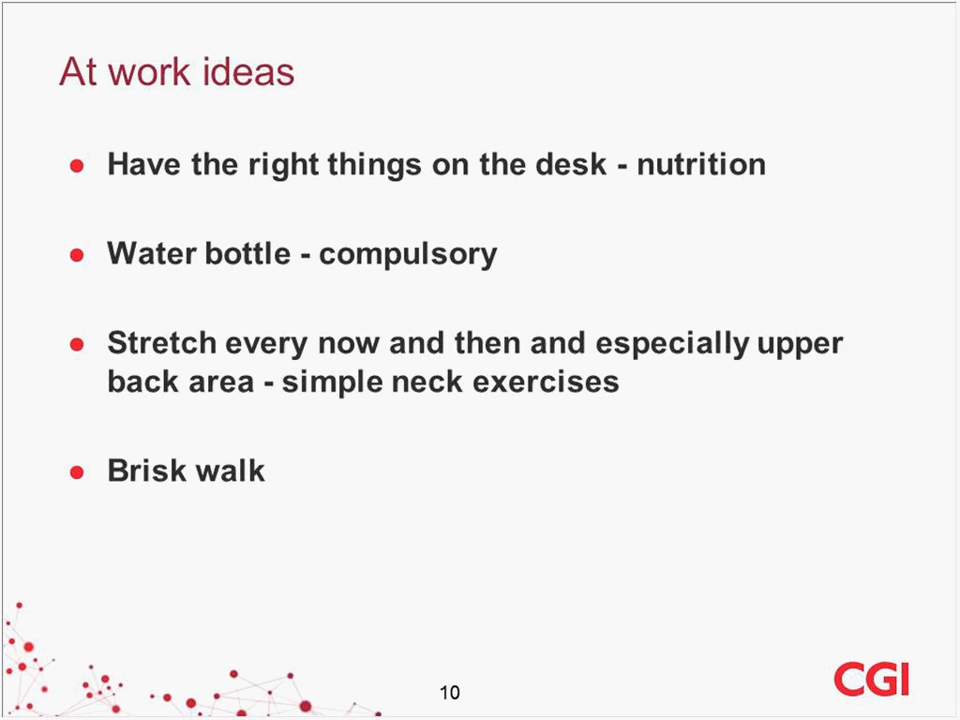 At work ideas
● Have the right things on the desk - nutrition
● Water bottle - compulsory
● Stretch every now and then and especially upper
back area - simple neck exercises
● Brisk walk
10
CGI